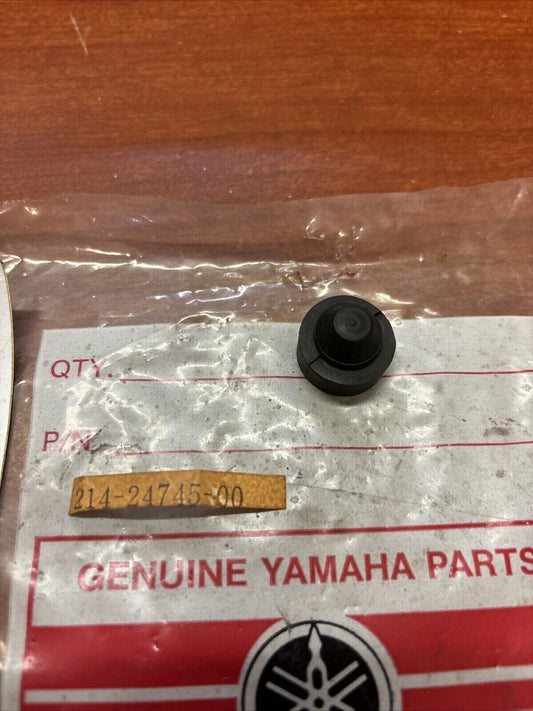 QTY.
P/N
214-24745-00
GENUINE YAMAHA PARTS